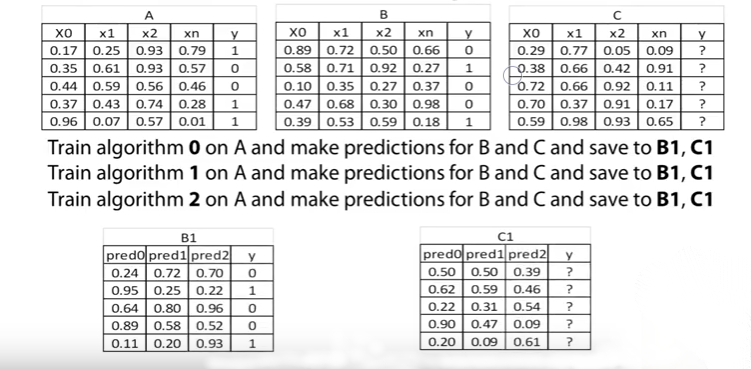 A B C
X0 x1 x2 xn y X0 x1 x2 xn y X0 x1 x2 xn y
0.17 0.25 0.93 0.79 1 0.89 0.72 0.50 0.66 0 0.29 0.77 0.05 0.09 ?
0.35 0.61 0.93 0.57 0 0.58 0.71 0.92 0.27 1 0.38 0.66 0.42 0.91 ?
0.44 0.59 0.56 0.46 0 0.10 0.35 0.27 0.37 0 0.72 0.66 0.92 0.11 ?
0.37 0.43 0.74 0.28 1 0.47 0.68 0.30 0.98 0 0.70 0.37 0.91 0.17 ?
0.96 0.07 0.57 0.01 1 0.39 0.53 0.59 0.18 1 0.59 0.98 0.93 0.65 ?
Train algorithm 0 on A and make predictions for B and C and save to B1, C1
Train algorithm 1 on A and make predictions for B and C and save to B1, C1
Train algorithm 2 on A and make predictions for B and C and save to B1, C1
B1 C1
pred0 pred1 pred2 y pred0 pred1 pred2 y
0.24 0.72 0.70 0 0.50 0.50 0.39 ?
0.95 0.25 0.22 1 0.62 0.59 0.46 ?
0.64 0.80 0.96 0 0.22 0.31 0.54 ?
0.89 0.58 0.52 0 0.90 0.47 0.09 ?
0.11 0.20 0.93 1 0.20 0.09 0.61 ?